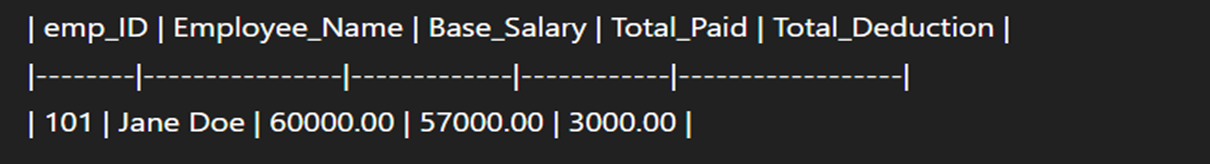 | emp_ID | Employee_Name | Base_Salary | Total_Paid | Total_Deduction |
|--------|----------------|-------------|------------|------------------|
| 101 | Jane Doe | 60000.00 | 57000.00 | 3000.00 |